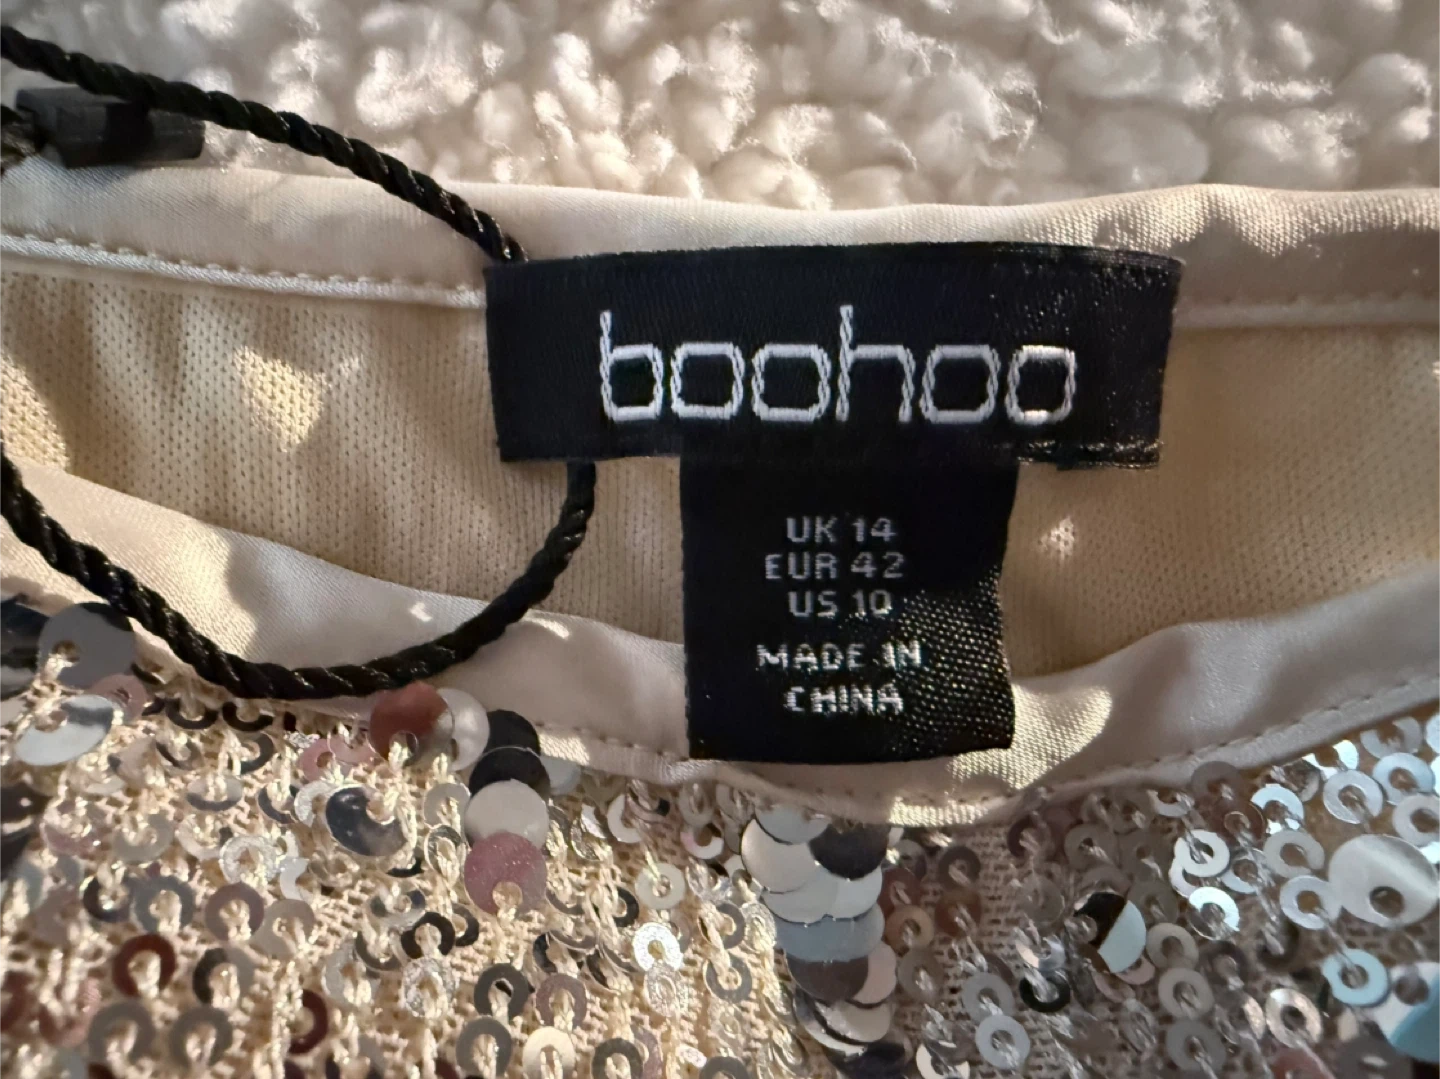 boohoo
UK 14
EUR 42
US 10
MADE IN
CHINA